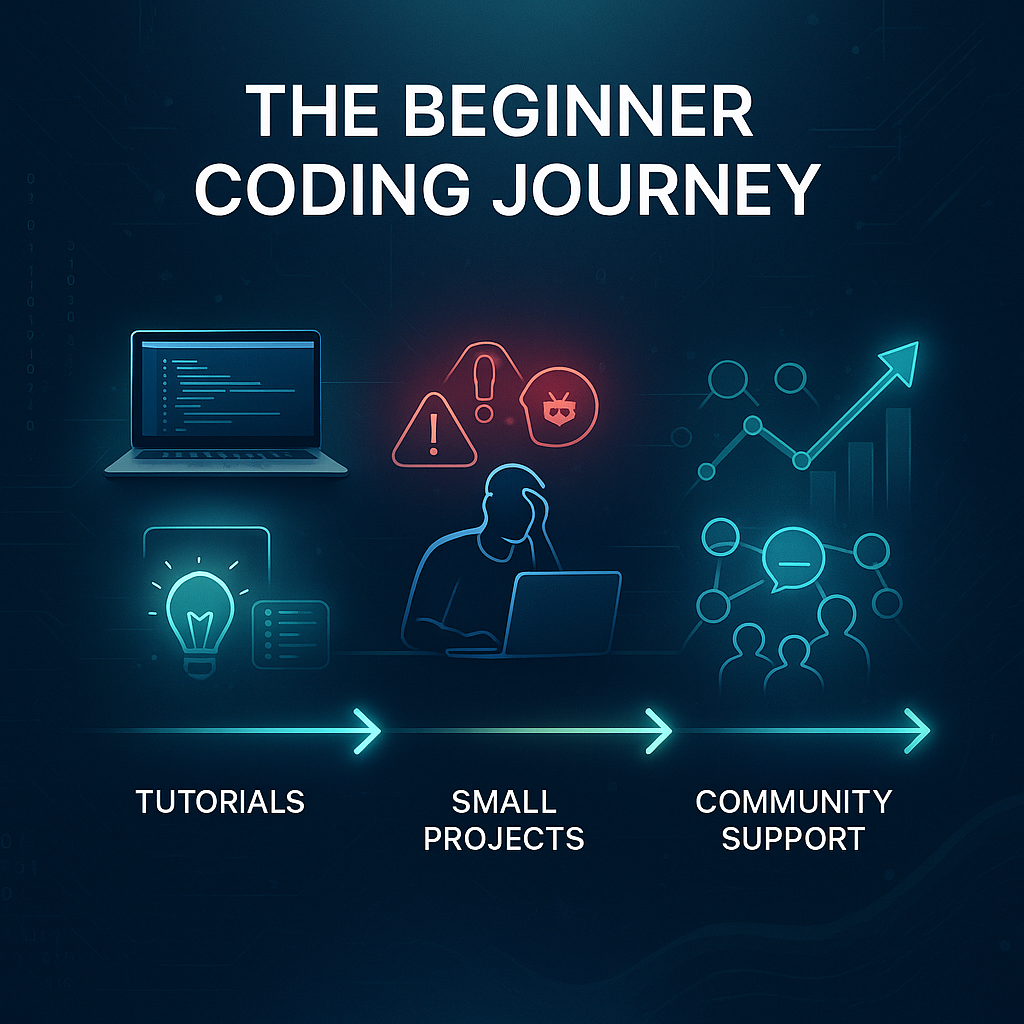 THE BEGINNER
CODING JOURNEY
TUTORIALS
SMALL
PROJECTS
COMMUNITY
SUPPORT